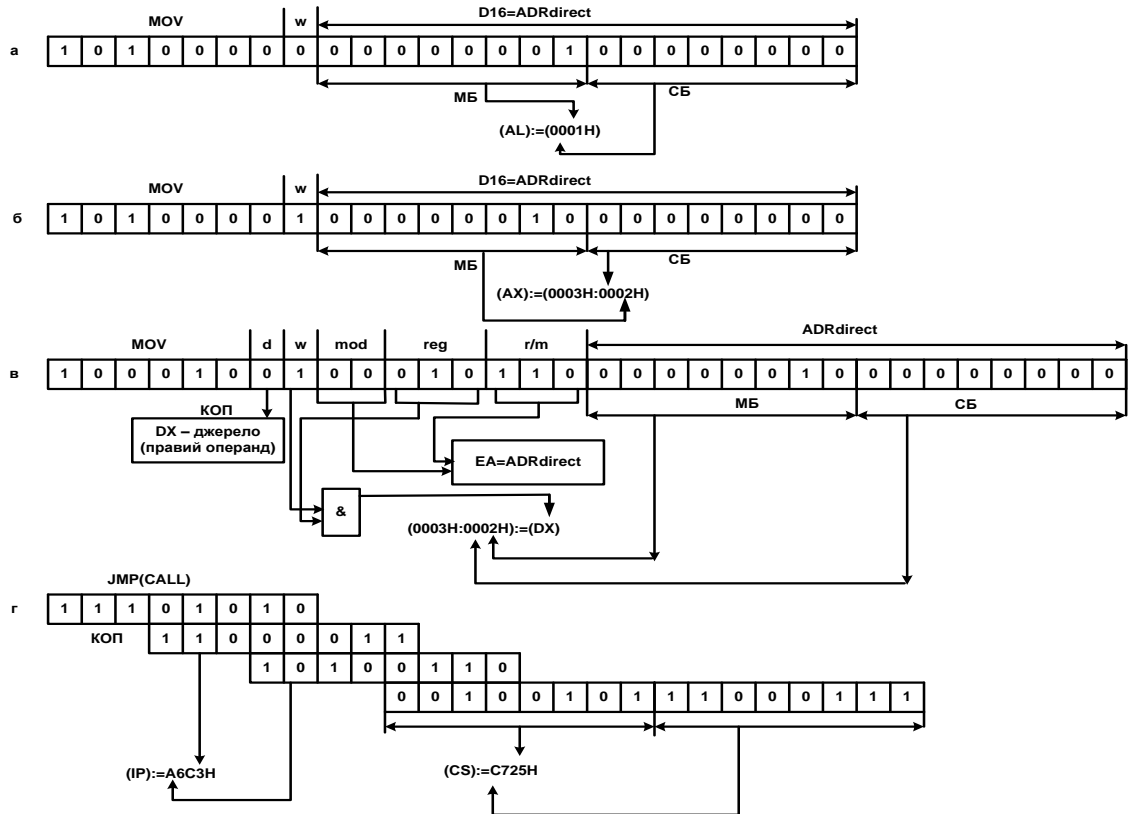 MOV w D16=ADRdirect
а 1 0 1 0 0 0 0 0 0 0 0 0 0 0 0 1 0 0 0 0 0 0 0 0
МБ СБ
(AL):=(0001H)
MOV w D16=ADRdirect
б 1 0 1 0 0 0 0 1 0 0 0 0 0 0 1 0 0 0 0 0 0 0 0 0
МБ СБ
(AX):=(0003H:0002H)
ADRdirect
MOV d w mod reg r/m
в 1 0 0 0 1 0 0 1 0 0 0 1 0 1 1 0 0 0 0 0 0 0 1 0 0 0 0 0 0 0 0 0
КОП МБ СБ
DX – джерело
(правий операнд)
EA=ADRdirect
&
(0003H:0002H):=(DX)
JMP(CALL)
г 1 1 1 0 1 0 1 0
КОП 1 1 0 0 0 0 1 1
1 0 1 0 0 1 1 0
0 0 1 0 0 1 0 1 1 1 0 0 0 1 1 1
(IP):=A6C3H (CS):=C725H